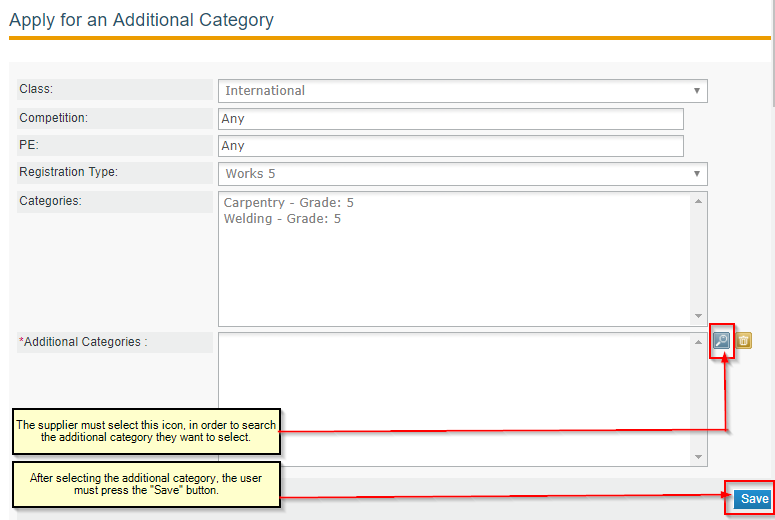 Apply for an Additional Category
Class:
International
Competition:
Any
PE:
Any
Registration Type:
Works 5
Categories:
Carpentry - Grade: 5
Welding - Grade: 5
*Additional Categories :
The supplier must select this icon, in order to search
the additional category they want to select.
After selecting the additional category, the user
must press the "Save" button.
Save